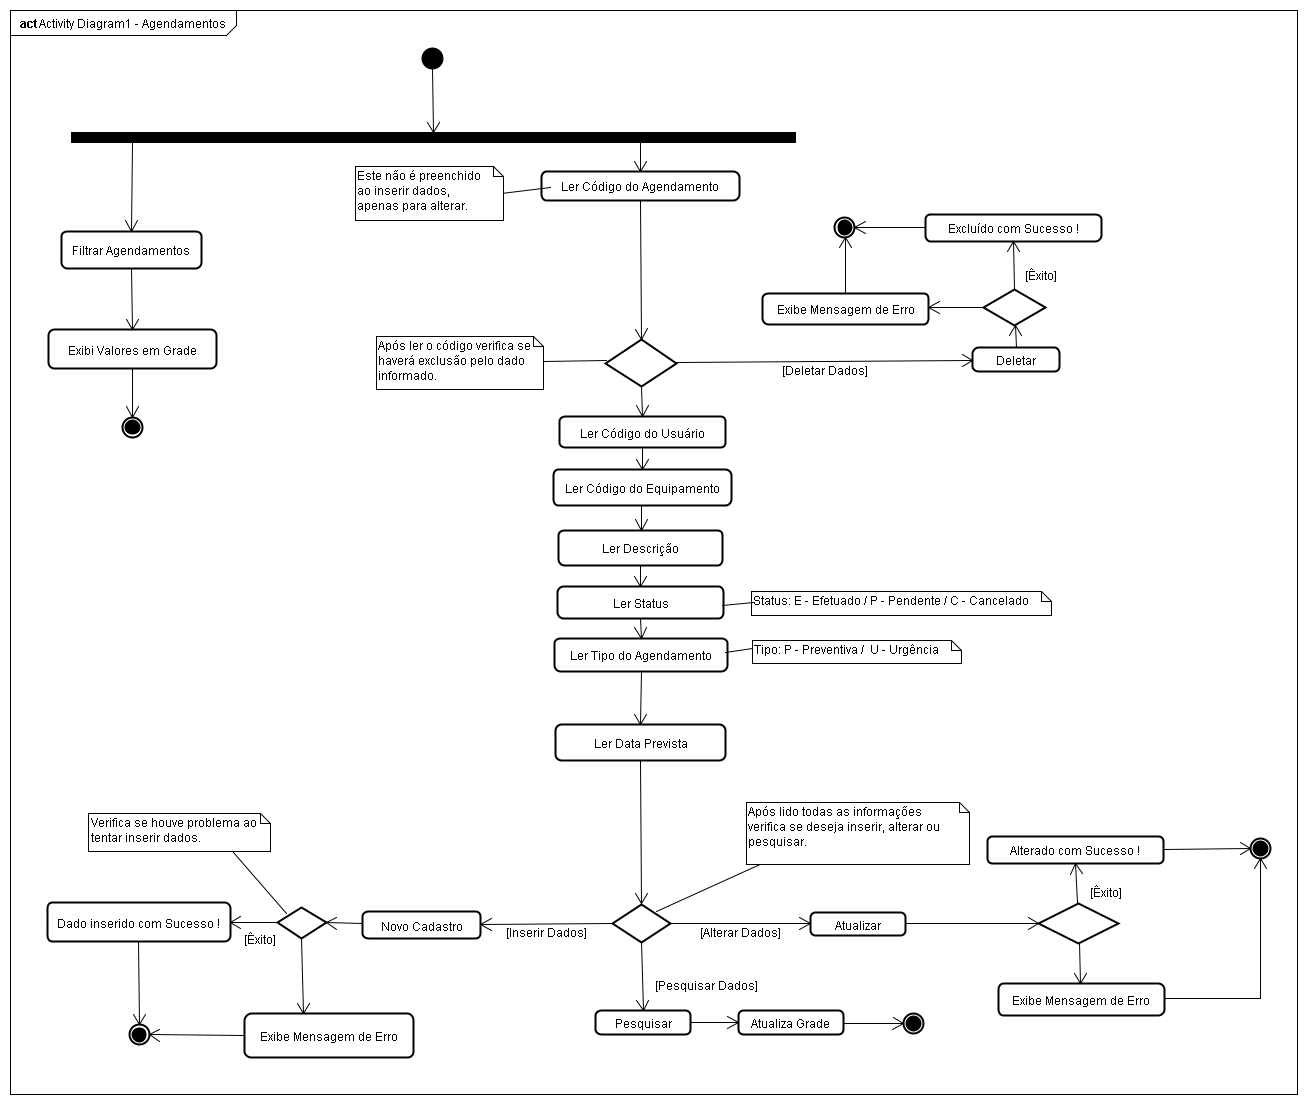 act Activity Diagram1 - Agendamentos
Este não é preenchido
ao inserir dados,
apenas para alterar.
Ler Código do Agendamento
Filtrar Agendamentos
Exibi Valores em Grade
Excluído com Sucesso !
[Êxito]
Exibe Mensagem de Erro
Deletar
[Deletar Dados]
Após ler o código verifica se
haverá exclusão pelo dado
informado.
Ler Código do Usuário
Ler Código do Equipamento
Ler Descrição
Ler Status
Status: E - Efetuado / P - Pendente / C - Cancelado
Ler Tipo do Agendamento
Tipo: P - Preventiva /  U - Urgência
Ler Data Prevista
Verifica se houve problema ao
tentar inserir dados.
Após lido todas as informações
verifica se deseja inserir, alterar ou
pesquisar.
Alterado com Sucesso !
[Êxito]
Dado inserido com Sucesso !
[Êxito]
Novo Cadastro
[Inserir Dados]
[Alterar Dados]
Atualizar
[Pesquisar Dados]
Exibe Mensagem de Erro
Pesquisar
Atualiza Grade
Exibe Mensagem de Erro